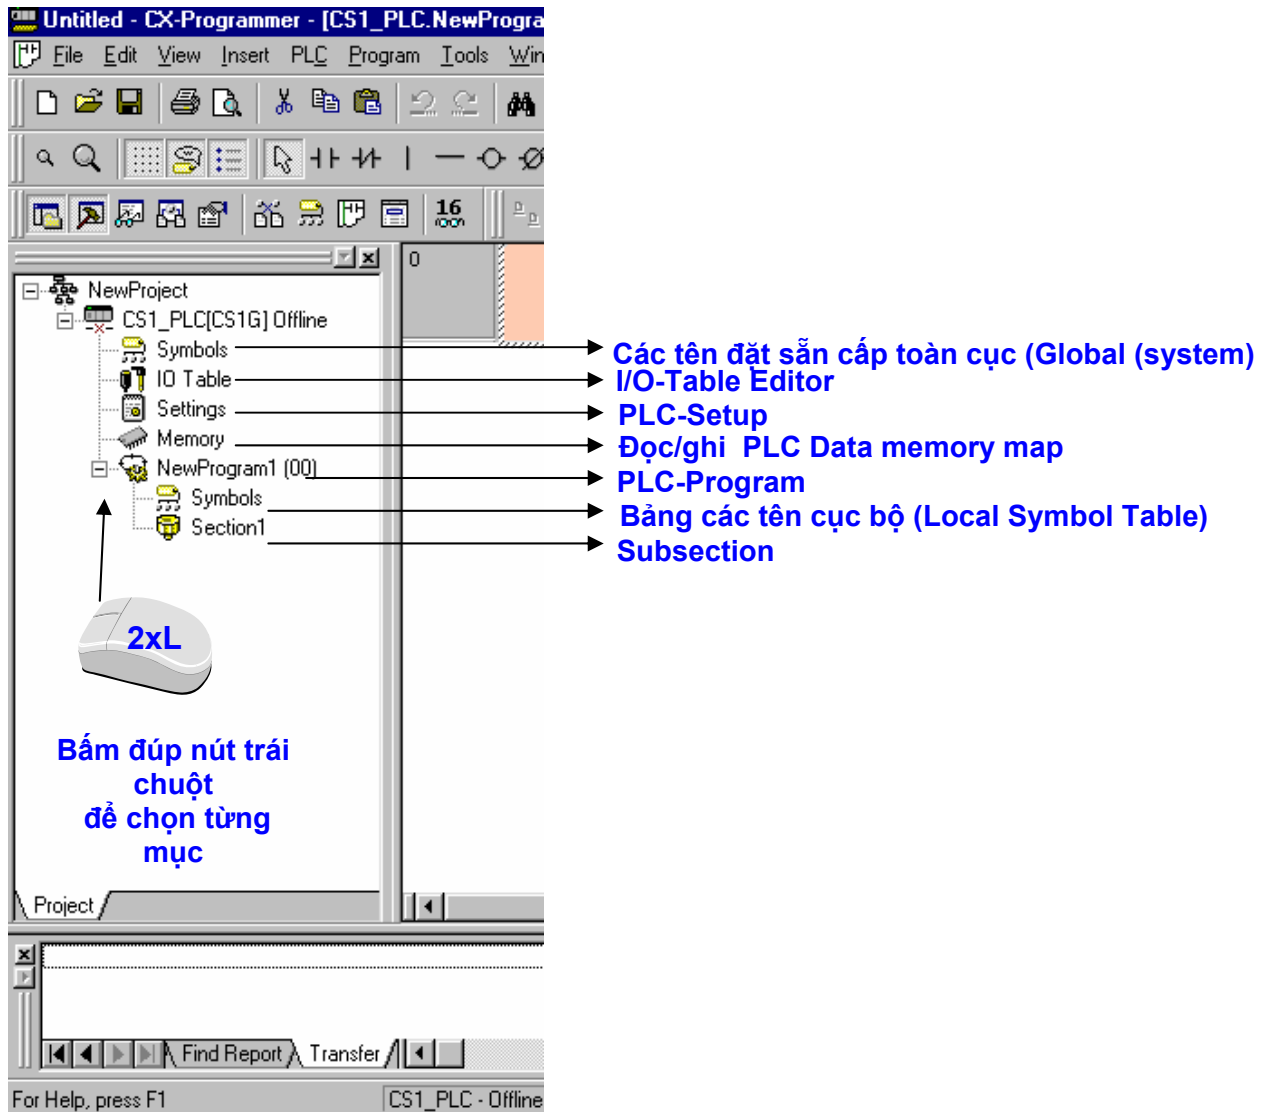 Untitled - CX-Programmer - [CS1_PLC.NewProgra
File Edit View Insert PLC Program Tools Win
16
0
NewProject
CS1_PLC[CS1G] Offline
Symbols
Các tên đặt sẵn cấp toàn cục (Global (system)
IO Table
I/O-Table Editor
Settings
PLC-Setup
Memory
Đọc/ghi PLC Data memory map
NewProgram1 (00)
PLC-Program
Symbols
Bảng các tên cục bộ (Local Symbol Table)
Section1
Subsection
2xL
Bấm đúp nút trái
chuột
để chọn từng
mục
Project
Find Report Transfer
For Help, press F1 CS1_PLC - Offline